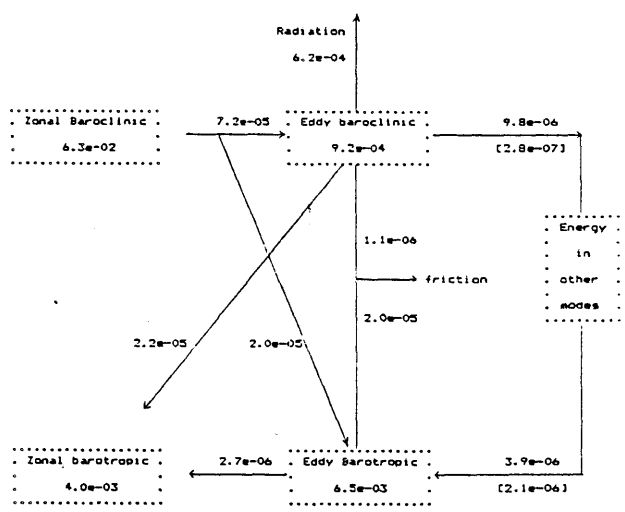 Radiation
6.2e-04
Zonal Baroclinic
6.3e-02
7.2e-05
Eddy baroclinic
9.2e-04
9.8e-06
[2.8e-07]
Energy
in
other
modes
1.1e-06
friction
2.0e-05
2.2e-05
2.0e-05
Zonal barotropic
4.0e-03
2.7e-06
Eddy Barotropic
6.5e-03
3.9e-06
[2.1e-06]